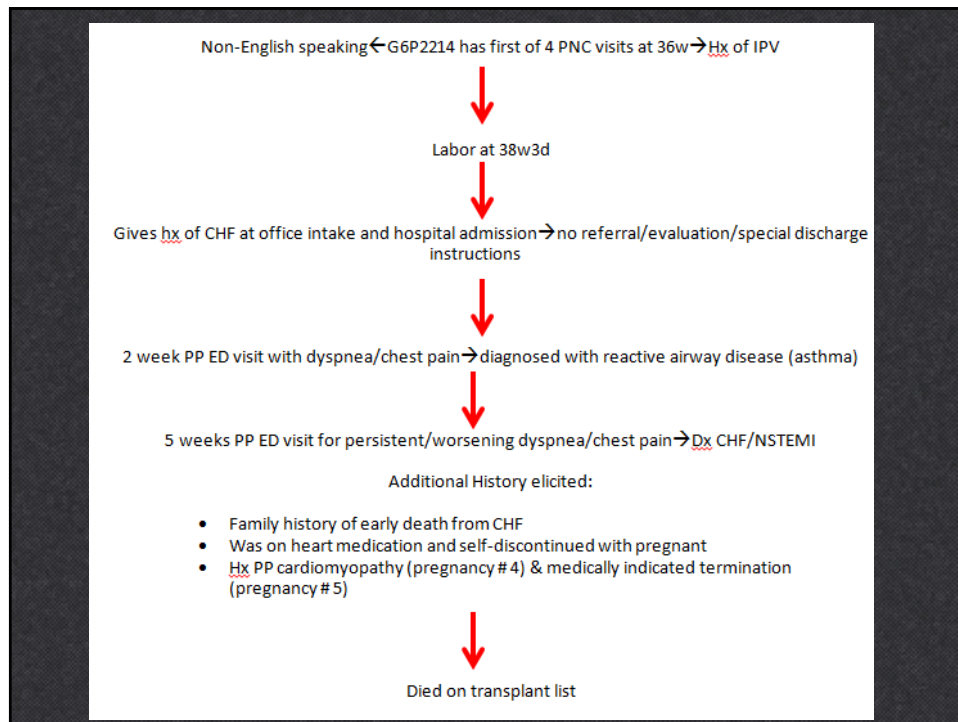 Non-English speaking←G6P2214 has first of 4 PNC visits at 36w→Hx of IPV
Labor at 38w3d
Gives hx of CHF at office intake and hospital admission→no referral/evaluation/special discharge
instructions
2 week PP ED visit with dyspnea/chest pain→diagnosed with reactive airway disease (asthma)
5 weeks PP ED visit for persistent/worsening dyspnea/chest pain→Dx CHF/NSTEMI
Additional History elicited:
• Family history of early death from CHF
• Was on heart medication and self-discontinued with pregnant
• Hx PP cardiomyopathy (pregnancy # 4) & medically indicated termination
(pregnancy # 5)
Died on transplant list